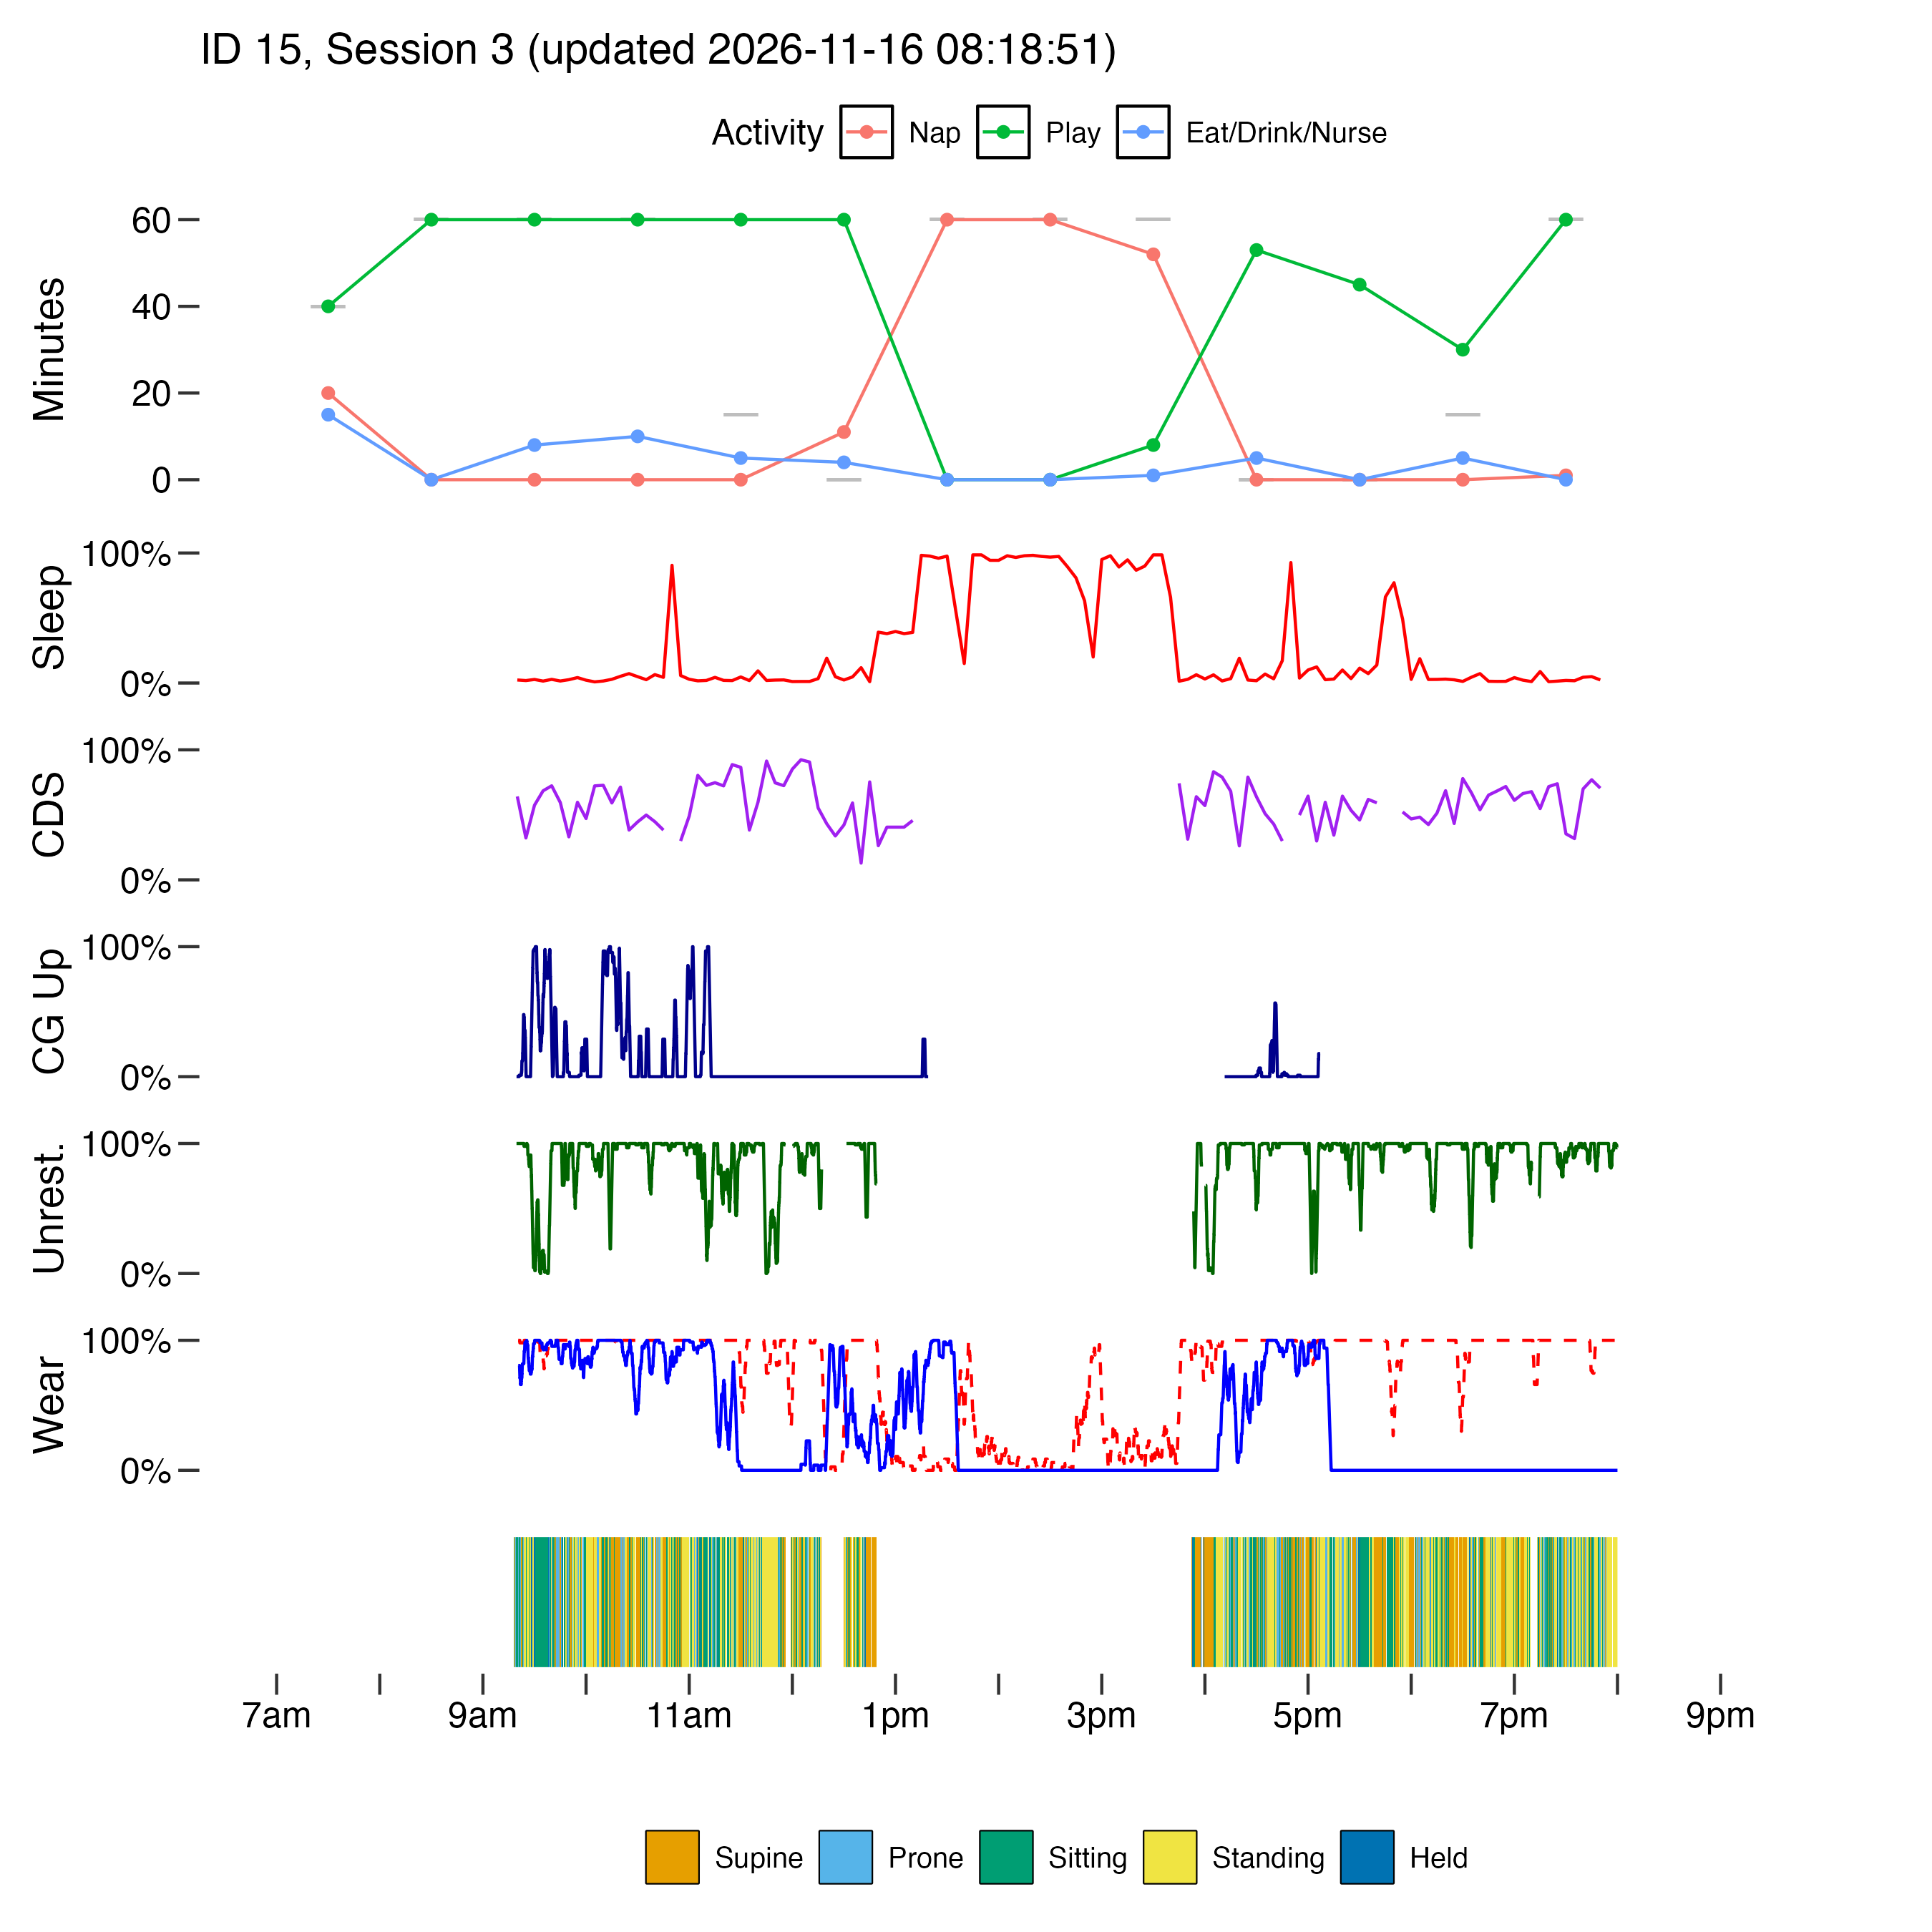 ID 15, Session 3 (updated 2026-11-16 08:18:51)
Activity Nap Play Eat/Drink/Nurse
Minutes
60
40
20
0
Sleep
100%
0%
CDS
100%
0%
CG Up
100%
0%
Unrest.
100%
0%
Wear
100%
0%
7am 9am 11am 1pm 3pm 5pm 7pm 9pm
Supine Prone Sitting Standing Held